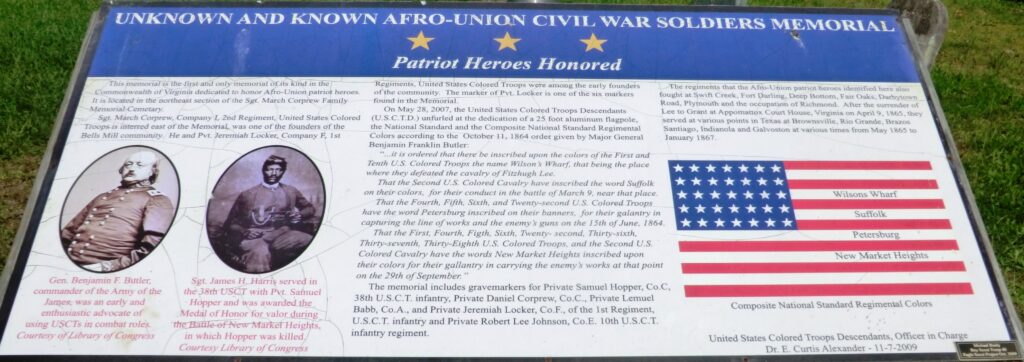 UNKNOWN AND KNOWN AFRO-UNION CIVIL WAR SOLDIERS MEMORIAL
Patriot Heroes Honored
This memorial is the first and only memorial of its kind in the
Commonwealth of Virginia dedicated to honor Afro-Union patriot heroes.
It is located in the northeast section of the Sgt. March Corprew Family
Memorial Cemetary.
Sgt. March Corprew, Company I, 2nd Regiment, United States Colored
Troops is interred east of the Memorial, was one of the founders of the
Bells Mill community. He and Pvt. Jeremiah Locker, Company F, 1st
Gen. Benjamin F. Butler,
commander of the Army of the
James, was an early and
enthusiastic advocate of
using USCTs in combat roles.
Courtesy of Library of Congress
Sgt. James H. Harris served in
the 38th USCT with Pvt. Samuel
Hopper and was awarded the
Medal of Honor for valor during
the Battle of New Market Heights,
in which Hopper was killed.
Courtesy Library of Congress
Regiments, United States Colored Troops were among the early founders
of the community. The marker of Pvt. Locker is one of the six markers
found in the Memorial.
On May 28, 2007, the United States Colored Troops Descendants
(U.S.C.T.D.) unfurled at the dedication of a 25 foot aluminum flagpole,
the National Standard and the Composite National Standard Regimental
Colors according to the October 11, 1864 order given by Major General
Benjamin Franklin Butler:
"...it is ordered that there be inscribed upon the colors of the First and
Tenth U.S. Colored Troops the name Wilson's Wharf, that being the place
where they defeated the cavalry of Fitzhugh Lee.
That the Second U.S. Colored Cavalry have inscribed the word Suffolk
on their colors, for their conduct in the battle of March 9, near that place.
That the Fourth, Fifth, Sixth, and Twenty-second U.S. Colored Troops
have the word Petersburg inscribed on their banners, for their galantry in
capturing the line of works and the enemy's guns on the 15th of June, 1864.
That the First, Fourth, Figth, Sixth, Twenty- second, Thirty-sixth,
Thirty-seventh, Thirty-Eighth U.S. Colored Troops, and the Second U.S.
Colored Cavalry have the words New Market Heights inscribed upon
their colors for their gallantry in carrying the enemy's works at that point
on the 29th of September."
The memorial includes gravemarkers for Private Samuel Hopper, Co.C,
38th U.S.C.T. infantry, Private Daniel Corprew, Co.C., Private Lemuel
Babb, Co.A., and Private Jeremiah Locker, Co.F., of the 1st Regiment,
U.S.C.T. infantry and Private Robert Lee Johnson, Co.E. 10th U.S.C.T.
infantry regiment.
The regiments that the Afro-Union patriot heroes identified here also
fought at Swift Creek, Fort Darling, Deep Bottom, Fair Oaks, Darbytown
Road, Plymouth and the occupation of Richmond. After the surrender of
Lee to Grant at Appomattox Court House, Virginia on April 9, 1865, they
served at various points in Texas at Brownsville, Rio Grande, Brazos
Santiago, Indianola and Galvoston at various times from May 1865 to
January 1867.
Wilsons Wharf
Suffolk
Petersburg
New Market Heights
Composite National Standard Regimental Colors
United States Colored Troops Descendants, Officer in Charge
Dr. E. Curtis Alexander - 11-7-2009